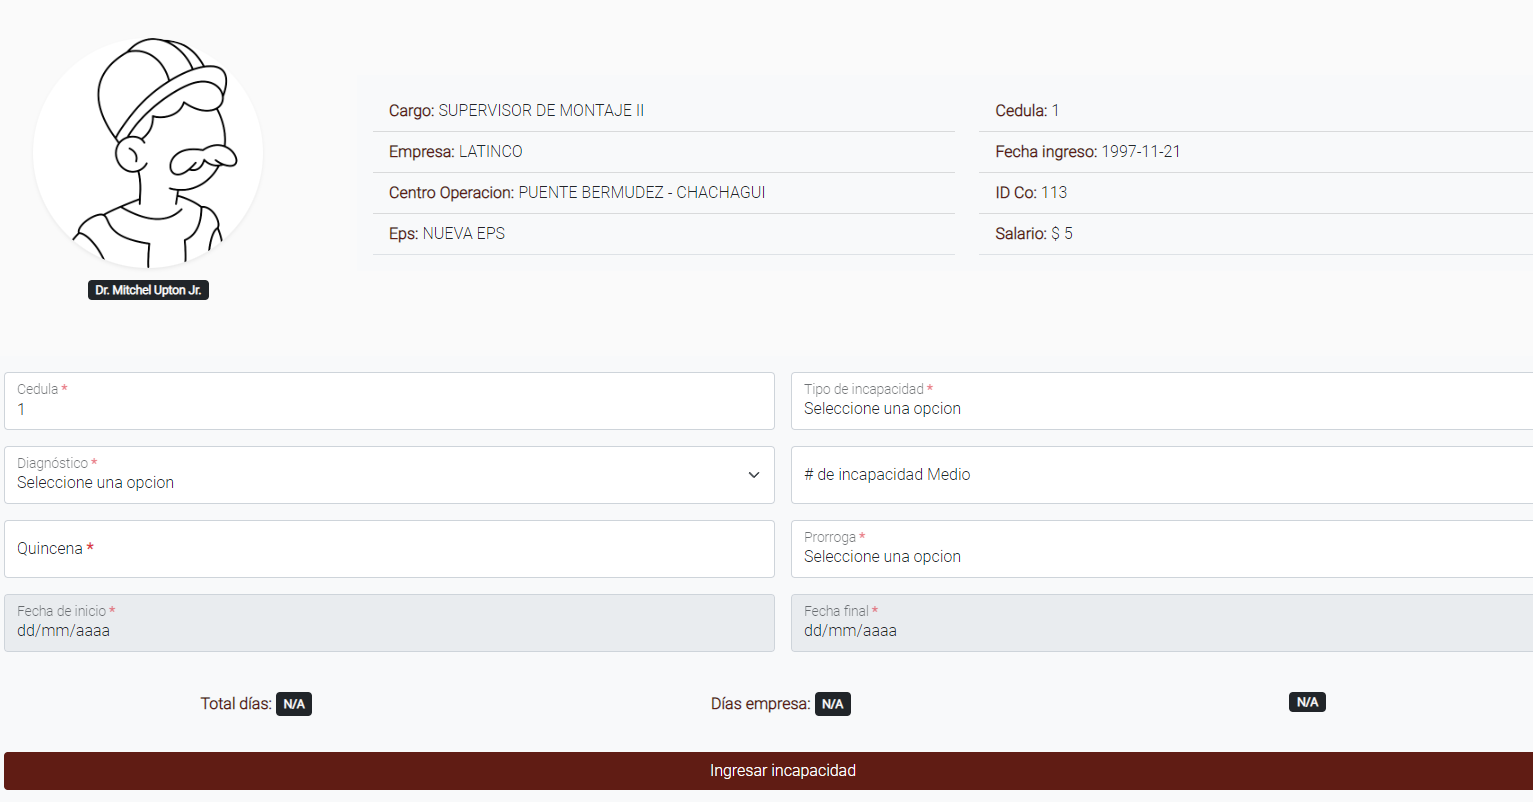 Cargo: SUPERVISOR DE MONTAJE II
Cedula: 1
Empresa: LATINCO
Fecha ingreso: 1997-11-21
Centro Operacion: PUENTE BERMUDEZ - CHACHAGUI
ID Co: 113
Eps: NUEVA EPS
Salario: $ 5
Dr. Mitchel Upton Jr.
Cedula *
1
Tipo de incapacidad *
Seleccione una opcion
Diagnóstico *
Seleccione una opcion
# de incapacidad Medio
Quincena *
Prorroga *
Seleccione una opcion
Fecha de inicio *
dd/mm/aaaa
Fecha final *
dd/mm/aaaa
Total días: N/A
Días empresa: N/A
N/A
Ingresar incapacidad